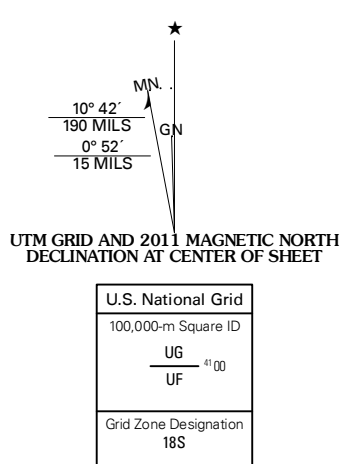 ★
MN
10° 42´
190 MILS
GN
0° 52´
15 MILS
UTM GRID AND 2011 MAGNETIC NORTH
DECLINATION AT CENTER OF SHEET
U.S. National Grid
100,000-m Square ID
UG
UF
4100
Grid Zone Designation
18S